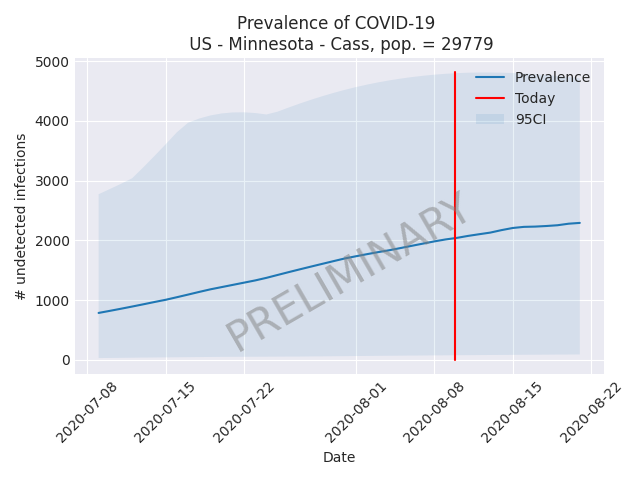 Prevalence of COVID-19
US - Minnesota - Cass, pop. = 29779
5000
4000
3000
2000
1000
0
# undetected infections
Prevalence
Today
95CI
PRELIMINARY
2020-07-08
2020-07-15
2020-07-22
2020-08-01
2020-08-08
2020-08-15
2020-08-22
Date